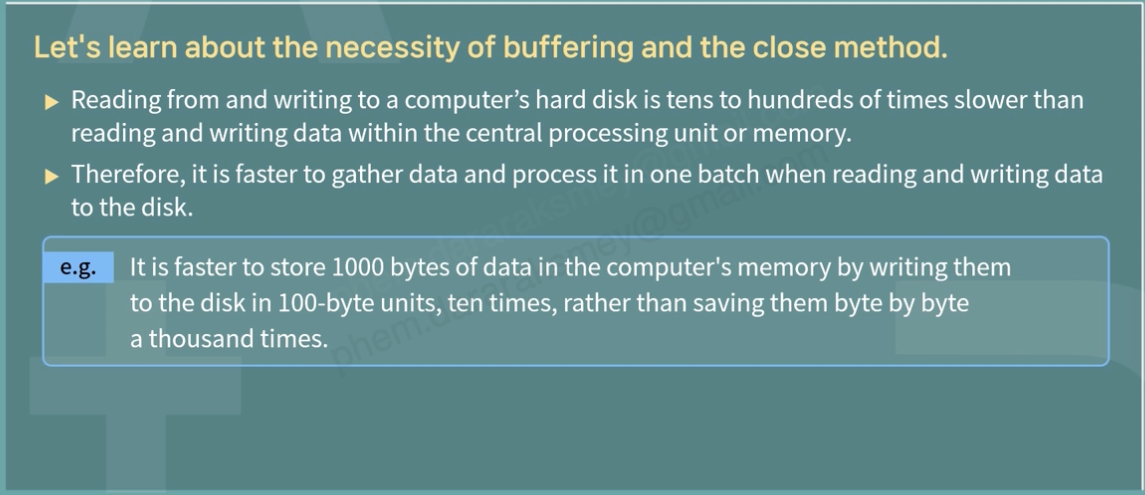 Let's learn about the necessity of buffering and the close method.
Reading from and writing to a computer’s hard disk is tens to hundreds of times slower than
reading and writing data within the central processing unit or memory.
Therefore, it is faster to gather data and process it in one batch when reading and writing data
to the disk.
e.g. It is faster to store 1000 bytes of data in the computer's memory by writing them
to the disk in 100-byte units, ten times, rather than saving them byte by byte
a thousand times.